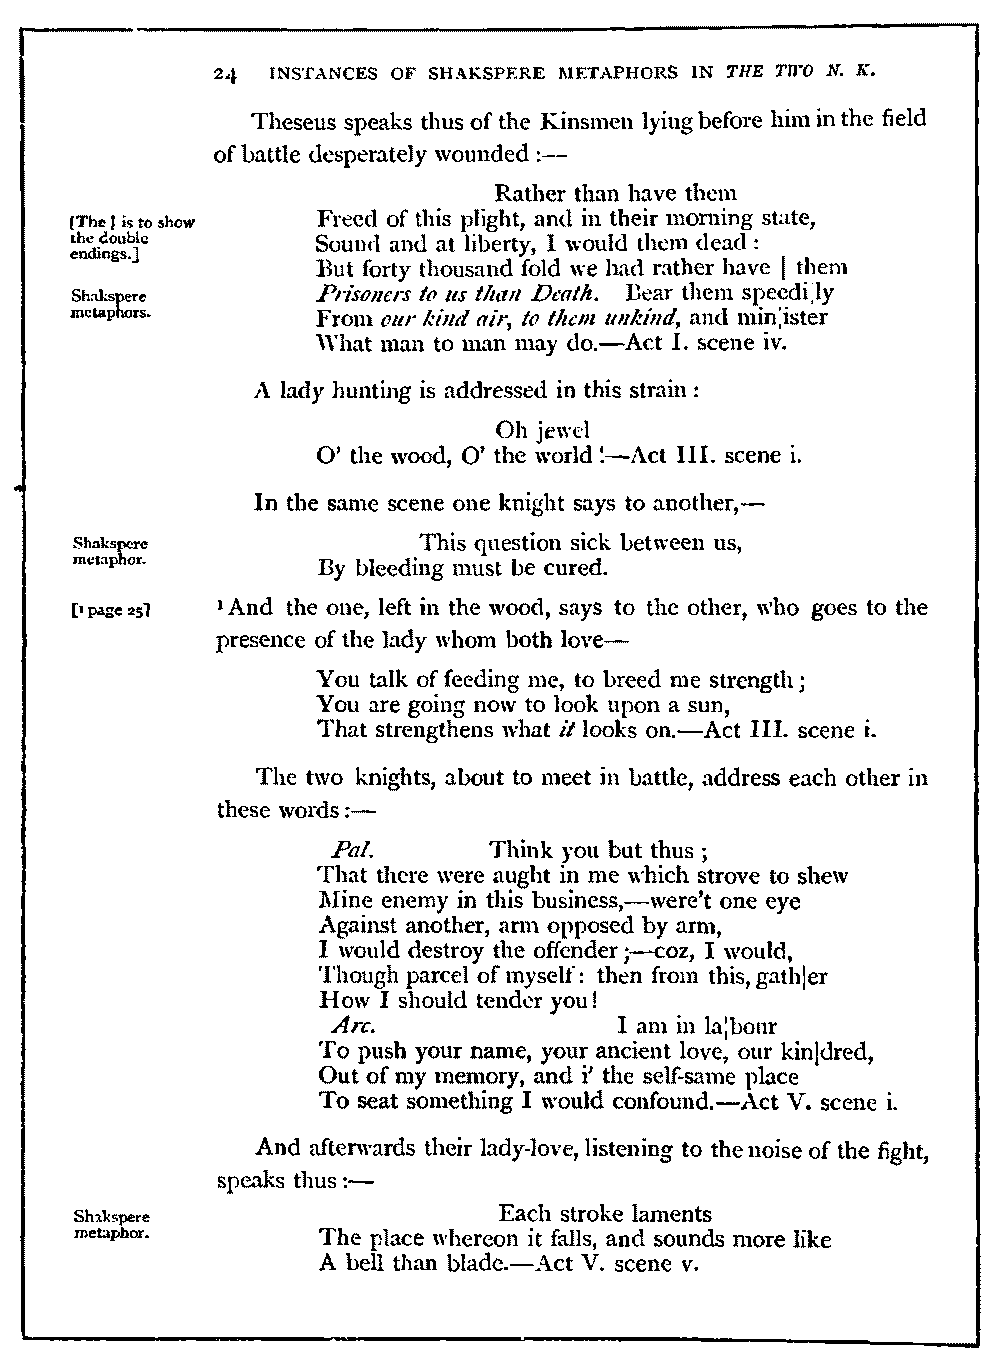 24 INSTANCES OF SHAKSPERE METAPHORS IN THE TWO N. K.
Theseus speaks thus of the Kinsmen lying before him in the field
of battle desperately wounded :—
Rather than have them
[The | is to show
the double
endings.]
Freed of this plight, and in their morning state,
Sound and at liberty, I would them dead :
But forty thousand fold we had rather have | them
Shakspere
metaphors.
Prisoners to us than Death. Bear them speedi|ly
From our kind air, to them unkind, and min|ister
What man to man may do.—Act I. scene iv.
A lady hunting is addressed in this strain :
Oh jewel
O' the wood, O' the world !—Act III. scene i.
In the same scene one knight says to another,—
Shakspere
metaphor.
This question sick between us,
By bleeding must be cured.
[¹ page 25]
¹ And the one, left in the wood, says to the other, who goes to the
presence of the lady whom both love—
You talk of feeding me, to breed me strength ;
You are going now to look upon a sun,
That strengthens what it looks on.—Act III. scene i.
The two knights, about to meet in battle, address each other in
these words :—
Pal. Think you but thus ;
That there were aught in me which strove to shew
Mine enemy in this business,—were't one eye
Against another, arm opposed by arm,
I would destroy the offender ;—coz, I would,
Though parcel of myself : then from this, gath|er
How I should tender you !
Arc. I am in la|bour
To push your name, your ancient love, our kin|dred,
Out of my memory, and i' the self-same place
To seat something I would confound.—Act V. scene i.
And afterwards their lady-love, listening to the noise of the fight,
speaks thus :—
Shakspere
metaphor.
Each stroke laments
The place whereon it falls, and sounds more like
A bell than blade.—Act V. scene v.